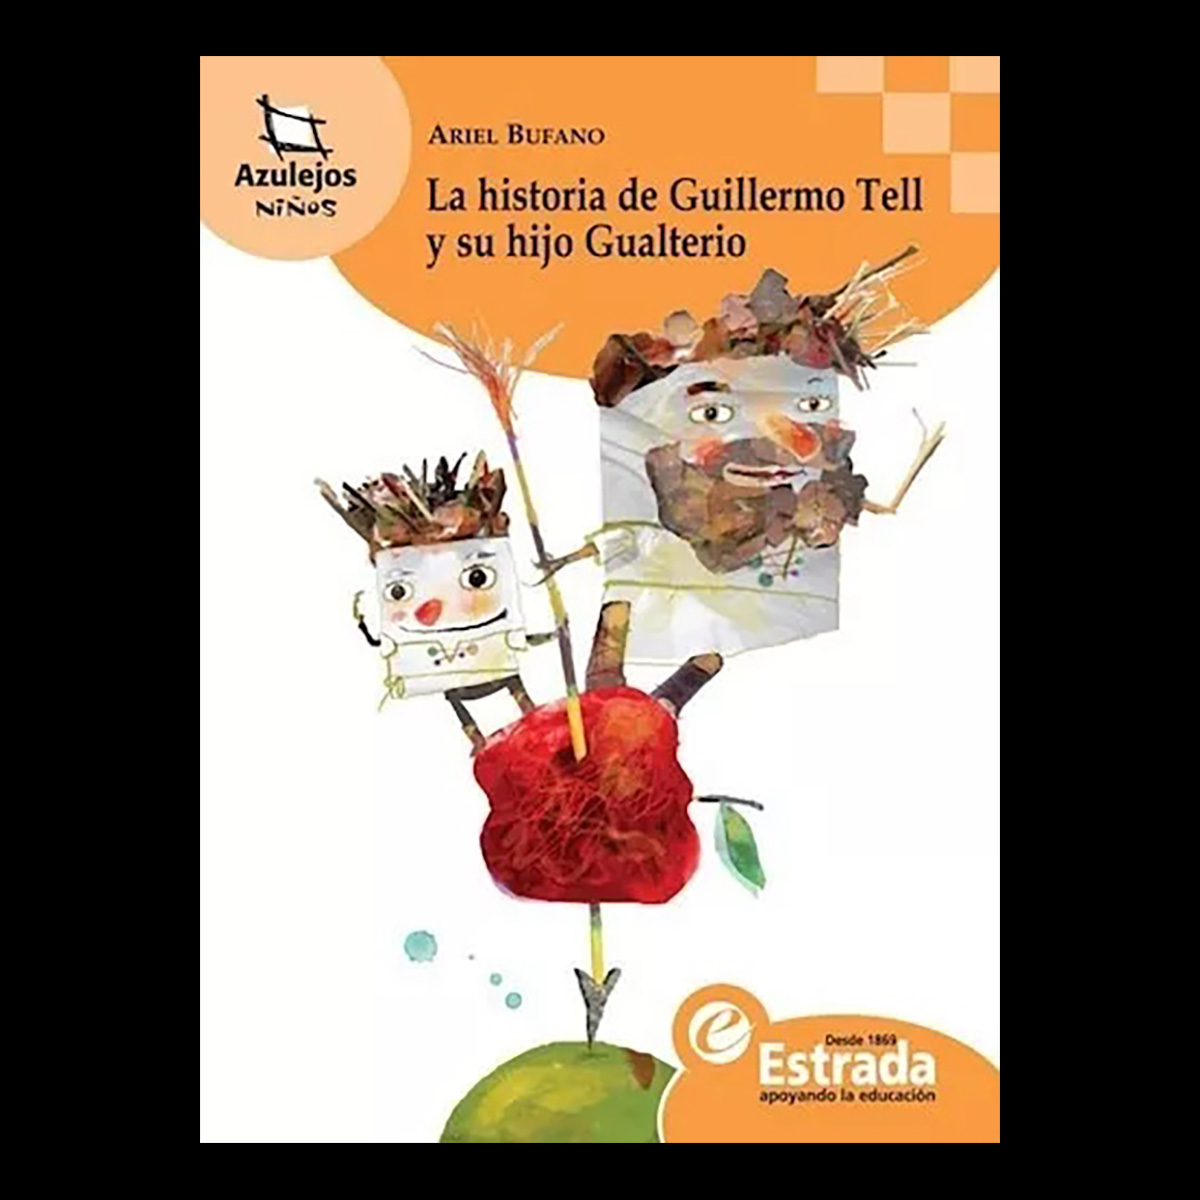 Azulejos
NiÑOS
ARIEL BUFANO
La historia de Guillermo Tell
y su hijo Gualterio
e
Desde 1869
Estrada
apoyando la educación